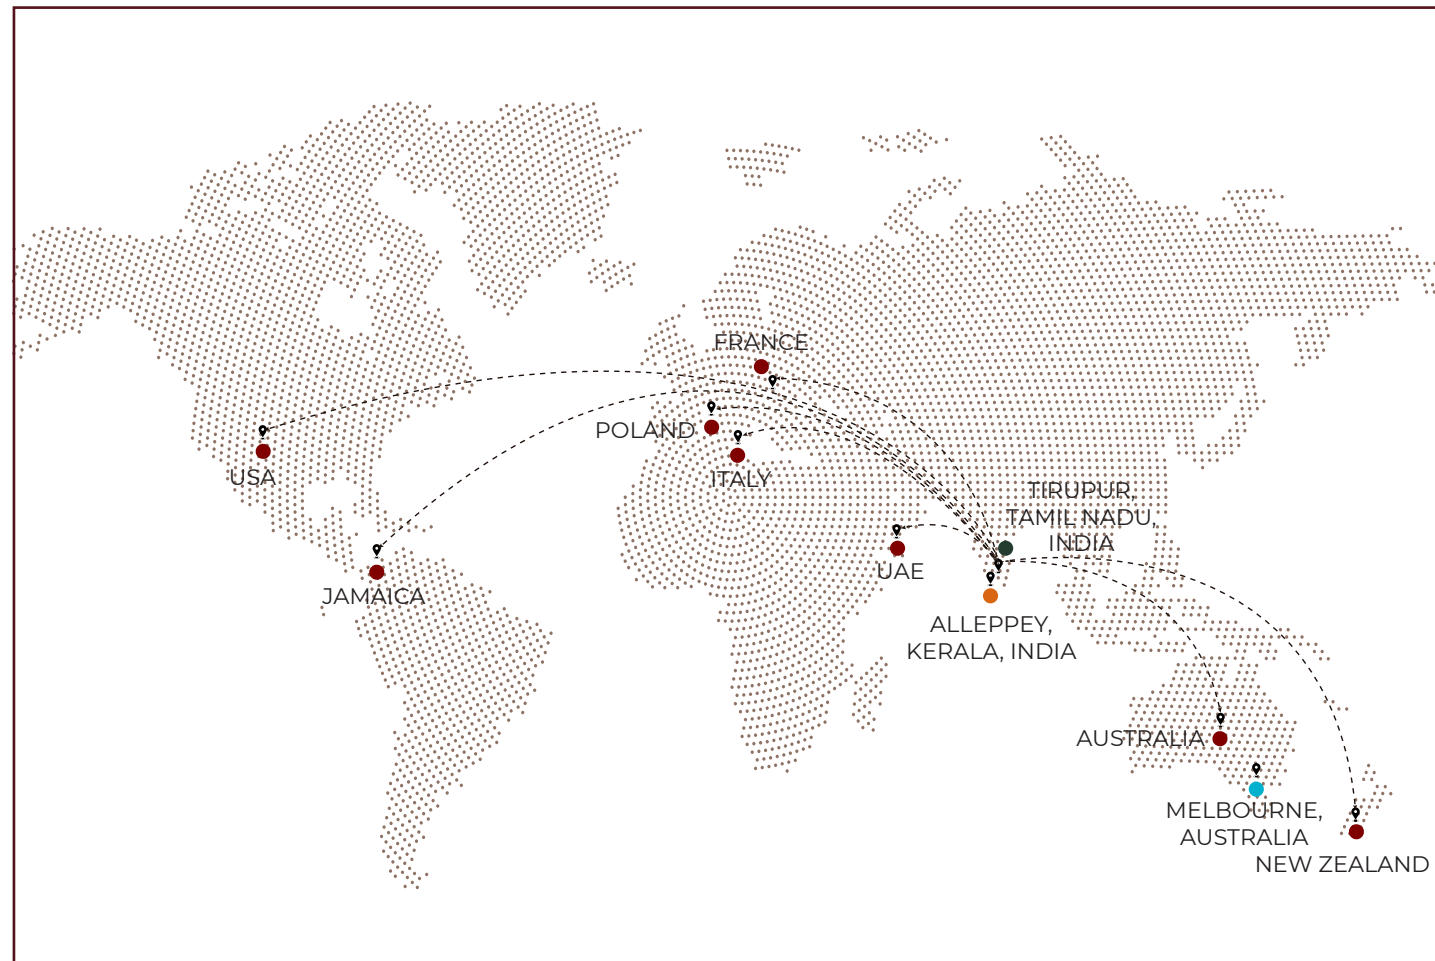 FRANCE
POLAND
ITALY
USA
TIRUPUR,
TAMIL NADU,
INDIA
UAE
JAMAICA
ALLEPPEY,
KERALA, INDIA
AUSTRALIA
MELBOURNE,
AUSTRALIA
NEW ZEALAND